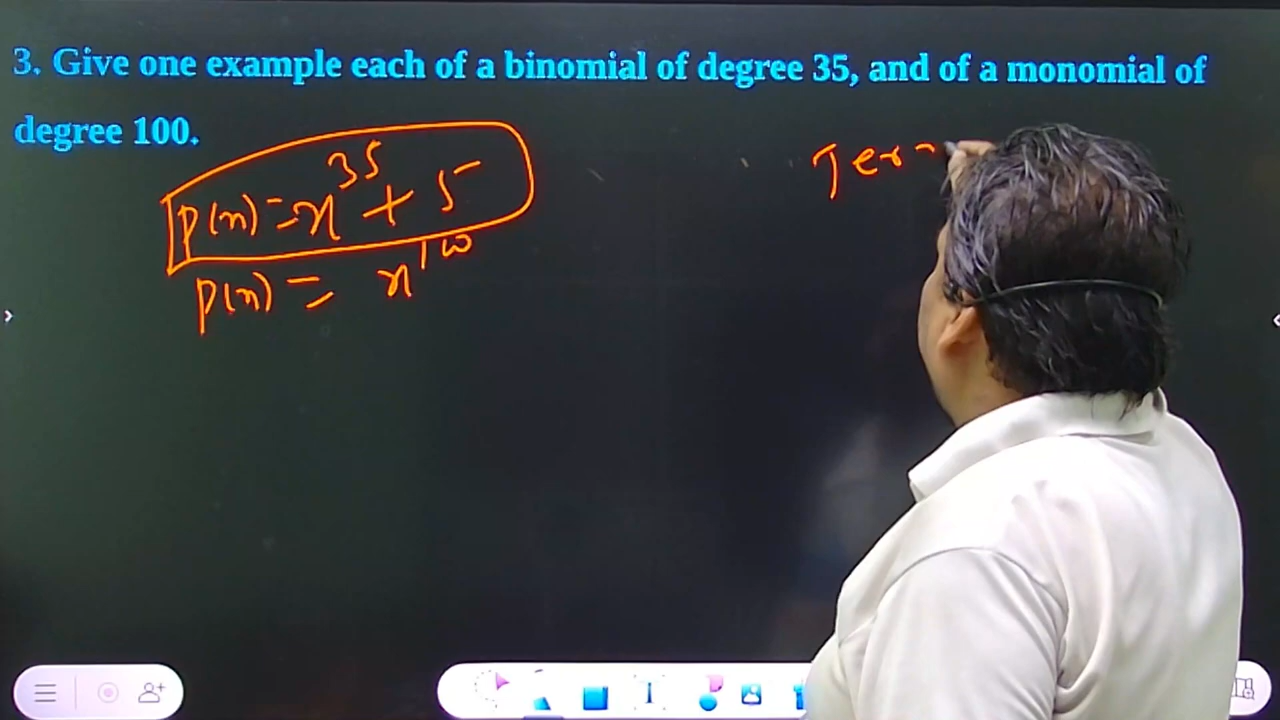 3. Give one example each of a binomial of degree 35, and of a monomial of
degree 100.
p(x) = x^35 + 5
p(x) = x^100
Term